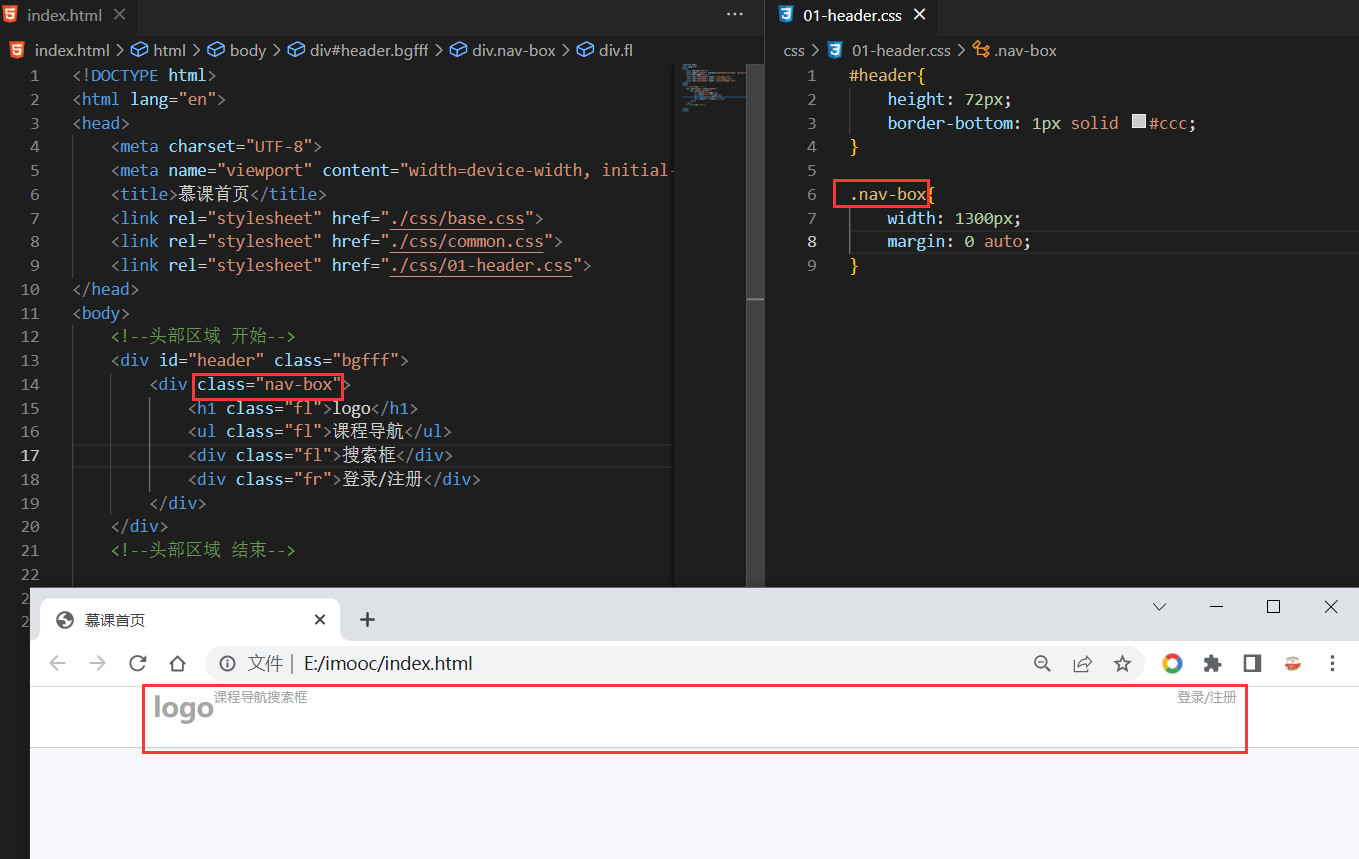 index.html
index.html > html > body > div#header.bgfff > div.nav-box > div.fl
1 <!DOCTYPE html>
2 <html lang="en">
3 <head>
4 <meta charset="UTF-8">
5 <meta name="viewport" content="width=device-width, initial-
6 <title>慕课首页</title>
7 <link rel="stylesheet" href="./css/base.css">
8 <link rel="stylesheet" href="./css/common.css">
9 <link rel="stylesheet" href="./css/01-header.css">
10 </head>
11 <body>
12 <!--头部区域 开始-->
13 <div id="header" class="bgfff">
14 <div class="nav-box">
15 <h1 class="fl">logo</h1>
16 <ul class="fl">课程导航</ul>
17 <div class="fl">搜索框</div>
18 <div class="fr">登录/注册</div>
19 </div>
20 </div>
21 <!--头部区域 结束-->
22
2
2
01-header.css
css > 01-header.css > .nav-box
1 #header{
2 height: 72px;
3 border-bottom: 1px solid #ccc;
4 }
5
6 .nav-box{
7 width: 1300px;
8 margin: 0 auto;
9 }
慕课首页
文件 | E:/imooc/index.html
logo 课程导航搜索框 登录/注册